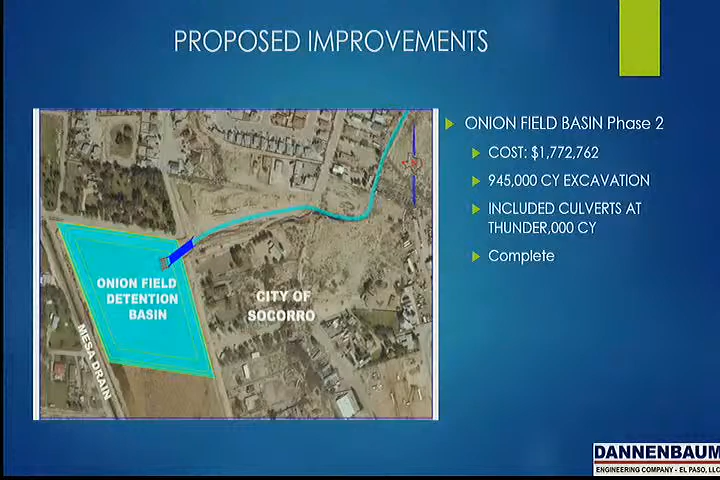 PROPOSED IMPROVEMENTS
ONION FIELD BASIN Phase 2
COST: $1,772,762
945,000 CY EXCAVATION
INCLUDED CULVERTS AT
THUNDER,000 CY
Complete
ONION FIELD
DETENTION
BASIN
CITY OF
SOCORRO
MESA DRAIN
DANNENBAUM
ENGINEERING COMPANY - EL PASO, LLC